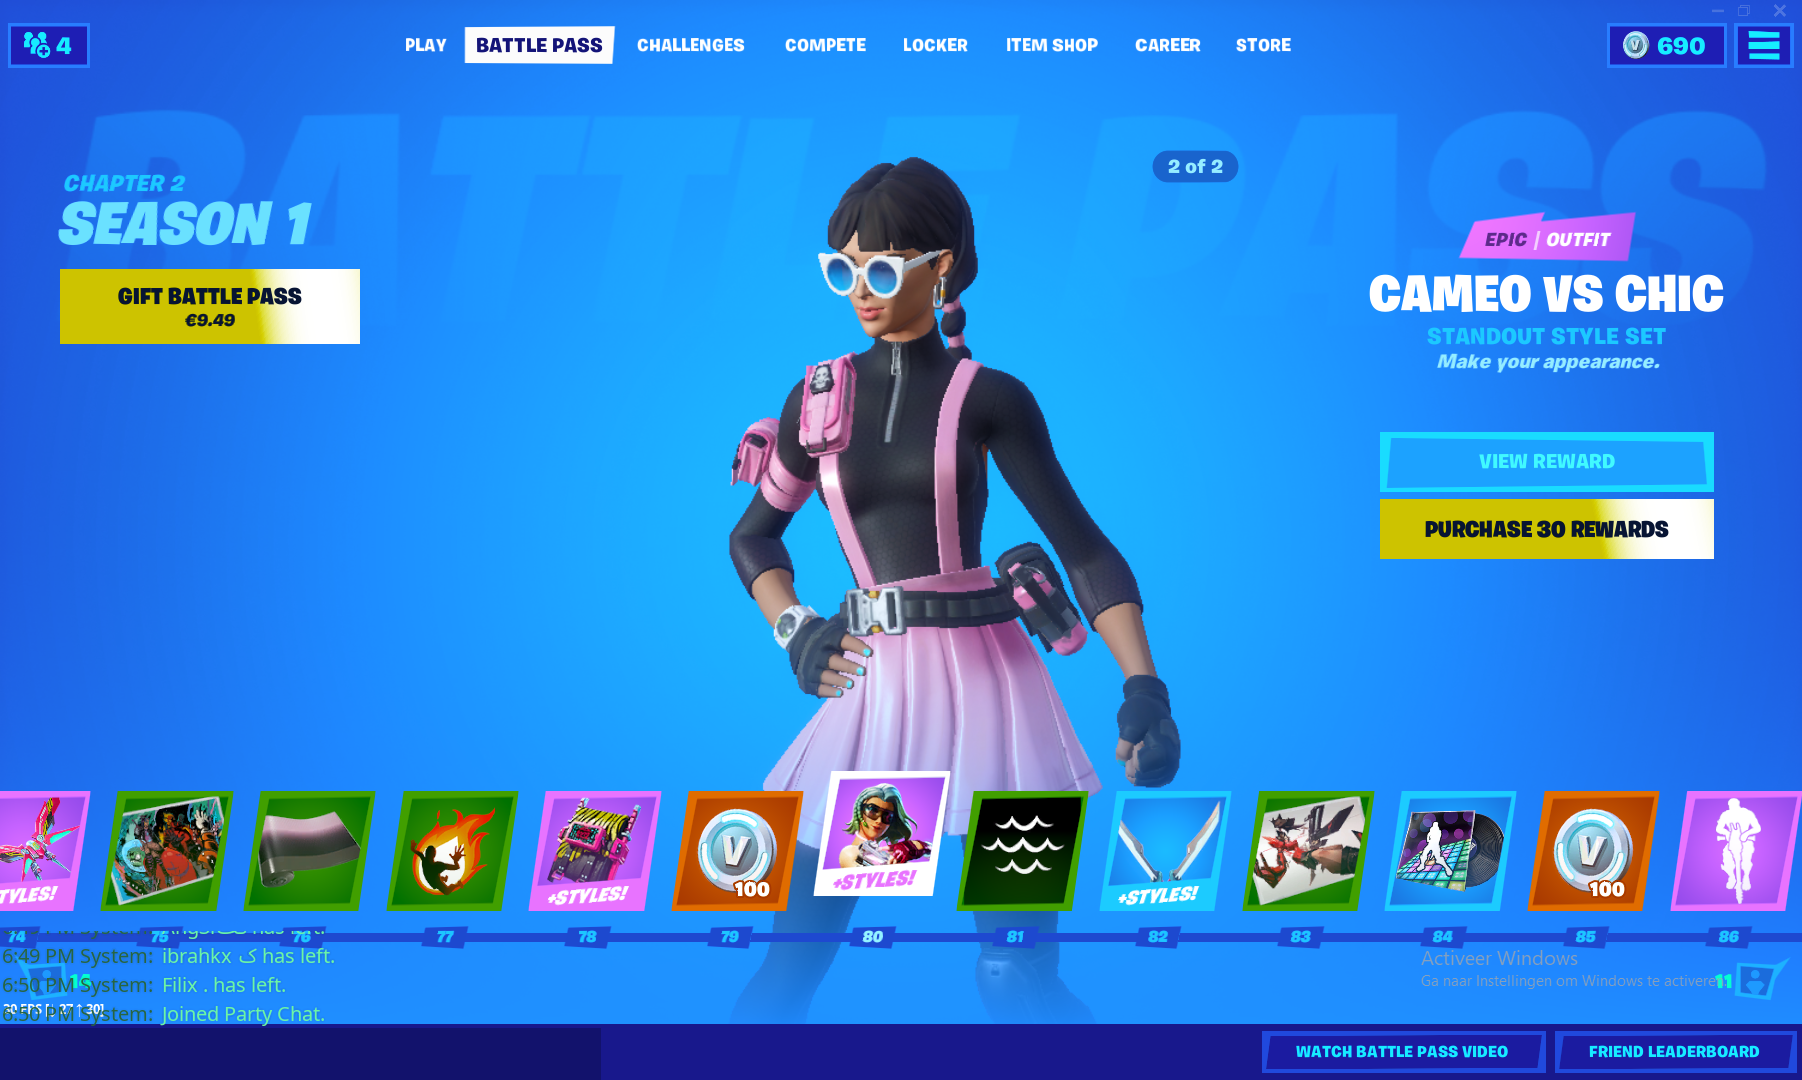 4
PLAY
BATTLE PASS
CHALLENGES
COMPETE
LOCKER
ITEM SHOP
CAREER
STORE
690
BATTLE PASS
2 of 2
CHAPTER 2
SEASON 1
GIFT BATTLE PASS
€9.49
EPIC | OUTFIT
CAMEO VS CHIC
STANDOUT STYLE SET
Make your appearance.
VIEW REWARD
PURCHASE 30 REWARDS
TYLES!
+STYLES!
100
+STYLES!
+STYLES!
100
74
75
76
77
78
79
80
81
82
83
84
85
86
has left.
6:49 PM System: ibrahkx ک has left.
6:50 PM System: Filix . has left.
6:50 PM System: Joined Party Chat.
Activeer Windows
Ga naar Instellingen om Windows te activere
11
WATCH BATTLE PASS VIDEO
FRIEND LEADERBOARD